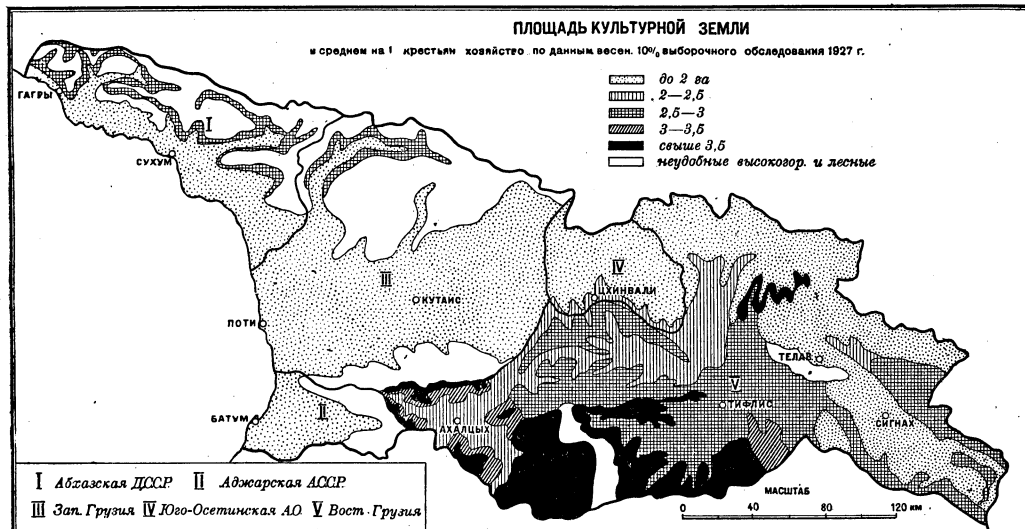 ПЛОЩАДЬ КУЛЬТУРНОЙ ЗЕМЛИ
в среднем на 1 крестьян хозяйство по данным весен. 10% выборочного обследования 1927 г.
до 2 га
2—2,5
2,5—3
3—3,5
свыше 3,5
неудобные высокогор. и лесные
ГАГРЫ
I
СУХУМ
IV
ЦХИНВАЛИ
III
КУТАИС
ПОТИ
ТЕЛАВ
V
II
ТИФЛИС
БАТУМ
АХАЛЦЫХ
СИГНАХ
I Абхазская Д.С.С.Р. II Аджарская А.С.С.Р.
III Зап. Грузия IV Юго-Осетинская А.О. V Вост. Грузия
МАСШТАБ
0 40 80 120 км